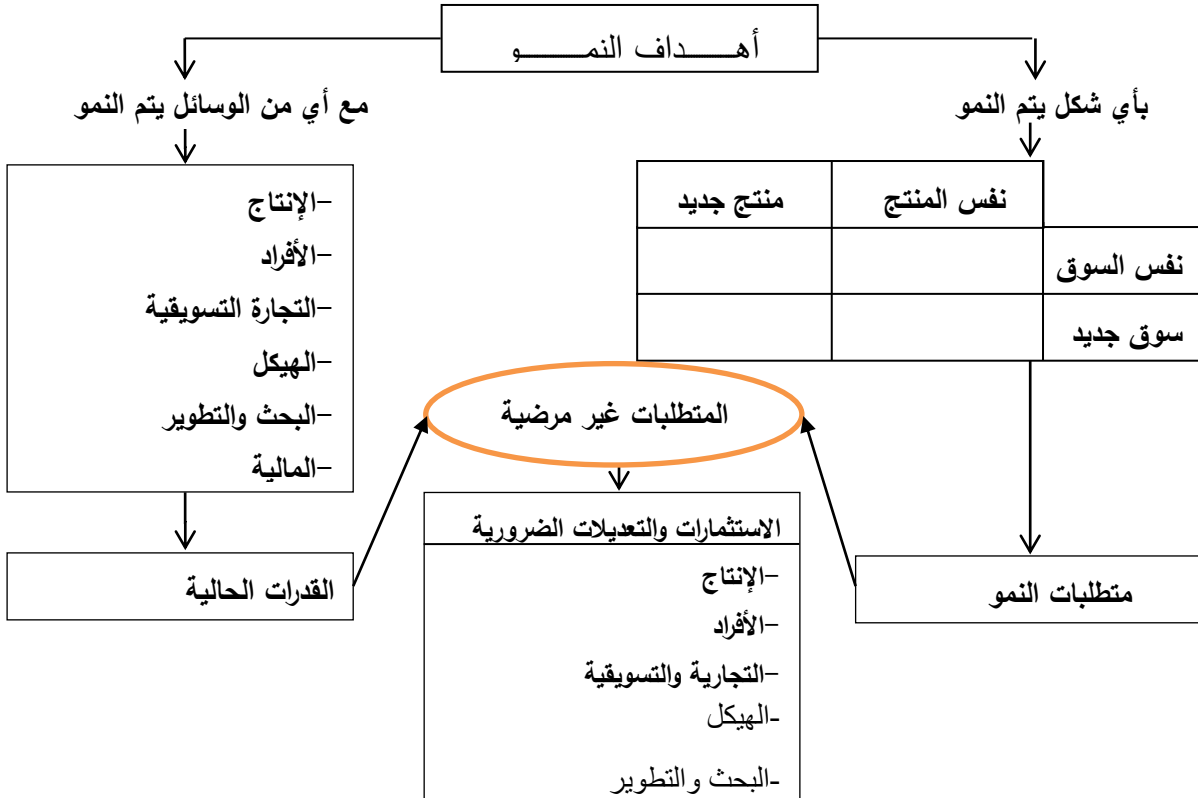 أهـــــداف النمـــــو
بأي شكل يتم النمو
مع أي من الوسائل يتم النمو
نفس المنتج
منتج جديد
نفس السوق
سوق جديد
-الإنتاج
-الأفراد
-التجارة التسويقية
-الهيكل
-البحث والتطوير
-المالية
المتطلبات غير مرضية
متطلبات النمو
القدرات الحالية
الاستثمارات والتعديلات الضرورية
-الإنتاج
-الأفراد
-التجارية والتسويقية
-الهيكل
-البحث والتطوير